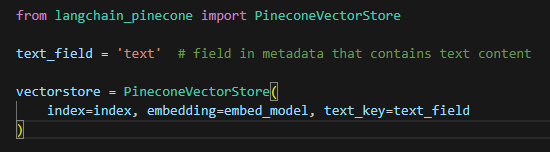 from langchain_pinecone import PineconeVectorStore
text_field = 'text'  # field in metadata that contains text content
vectorstore = PineconeVectorStore(
    index=index, embedding=embed_model, text_key=text_field
)